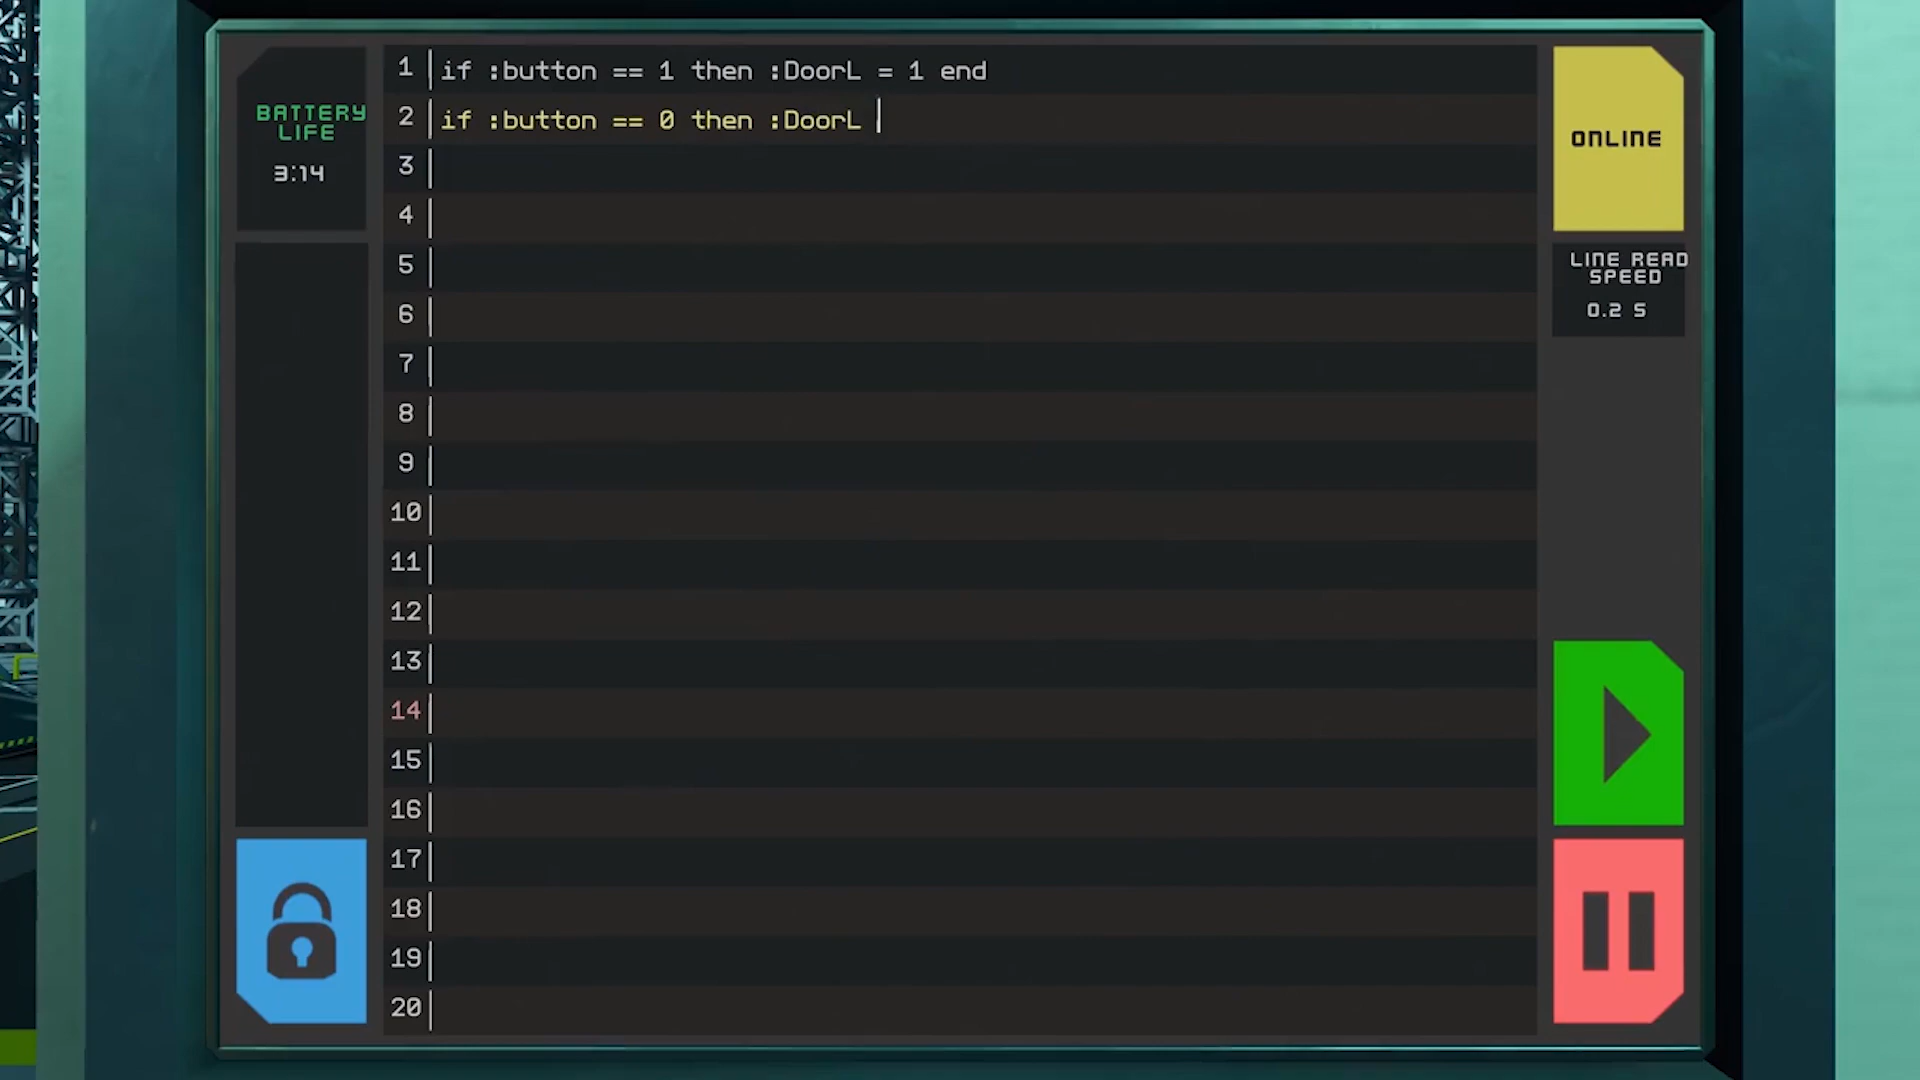 BATTERY
LIFE
3:14
1 if :button == 1 then :DoorL = 1 end
2 if :button == 0 then :DoorL
3
4
5
6
7
8
9
10
11
12
13
14
15
16
17
18
19
20
ONLINE
LINE READ
SPEED
0.2 S